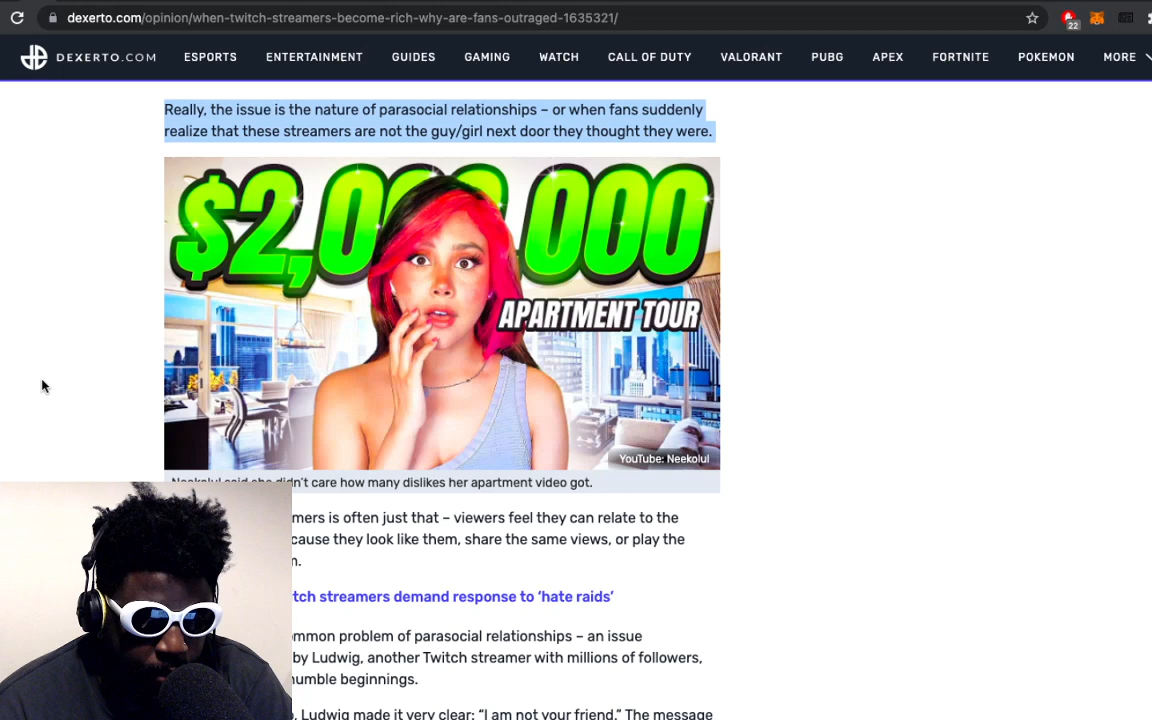 dexerto.com/opinion/when-twitch-streamers-become-rich-why-are-fans-outraged-1635321/
22
DEXERTO.COM ESPORTS ENTERTAINMENT GUIDES GAMING WATCH CALL OF DUTY VALORANT PUBG APEX FORTNITE POKEMON MORE
Really, the issue is the nature of parasocial relationships – or when fans suddenly
realize that these streamers are not the guy/girl next door they thought they were.
APARTMENT TOUR
YouTube: Neekolul
Neekolul said she didn't care how many dislikes her apartment video got.
mers is often just that – viewers feel they can relate to the
cause they look like them, share the same views, or play the
tch streamers demand response to ‘hate raids’
mmon problem of parasocial relationships – an issue
by Ludwig, another Twitch streamer with millions of followers,
humble beginnings.
Ludwig made it very clear: “I am not your friend.” The message